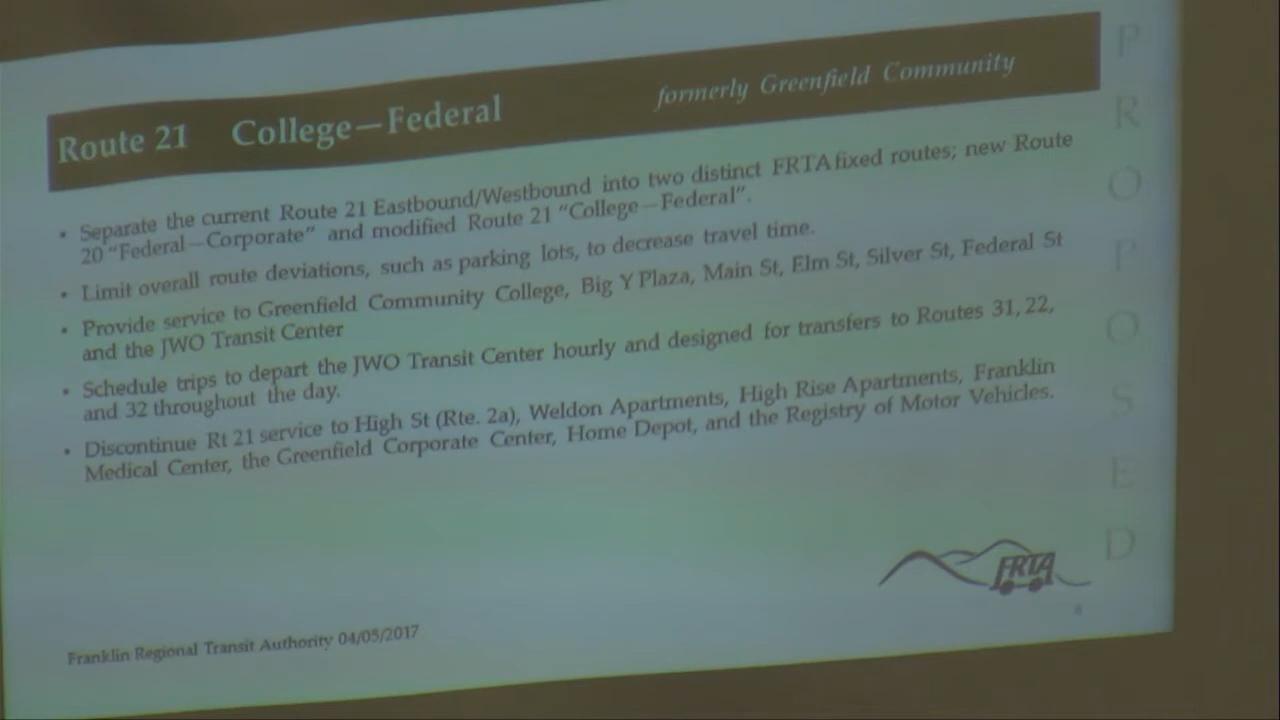 Route 21 College—Federal formerly Greenfield Community
• Separate the current Route 21 Eastbound/Westbound into two distinct FRTA fixed routes; new Route
20 "Federal—Corporate" and modified Route 21 "College—Federal".
• Limit overall route deviations, such as parking lots, to decrease travel time.
• Provide service to Greenfield Community College, Big Y Plaza, Main St, Elm St, Silver St, Federal St
and the JWO Transit Center
• Schedule trips to depart the JWO Transit Center hourly and designed for transfers to Routes 31, 22,
and 32 throughout the day.
• Discontinue Rt 21 service to High St (Rte. 2a), Weldon Apartments, High Rise Apartments, Franklin
Medical Center, the Greenfield Corporate Center, Home Depot, and the Registry of Motor Vehicles.
PROPOSED
FRTA
Franklin Regional Transit Authority 04/05/2017